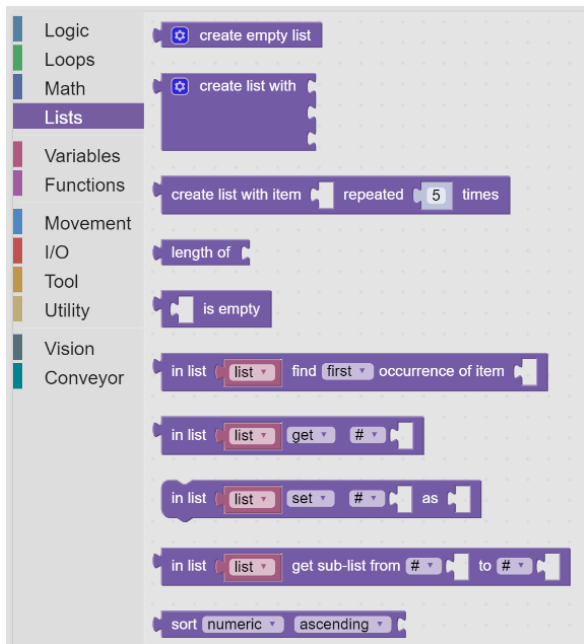 Logic
Loops
Math
Lists
Variables
Functions
Movement
I/O
Tool
Utility
Vision
Conveyor
create empty list
create list with
create list with item repeated 5 times
length of
is empty
in list list find first occurrence of item
in list list get #
in list list set # as
in list list get sub-list from # to #
sort numeric ascending